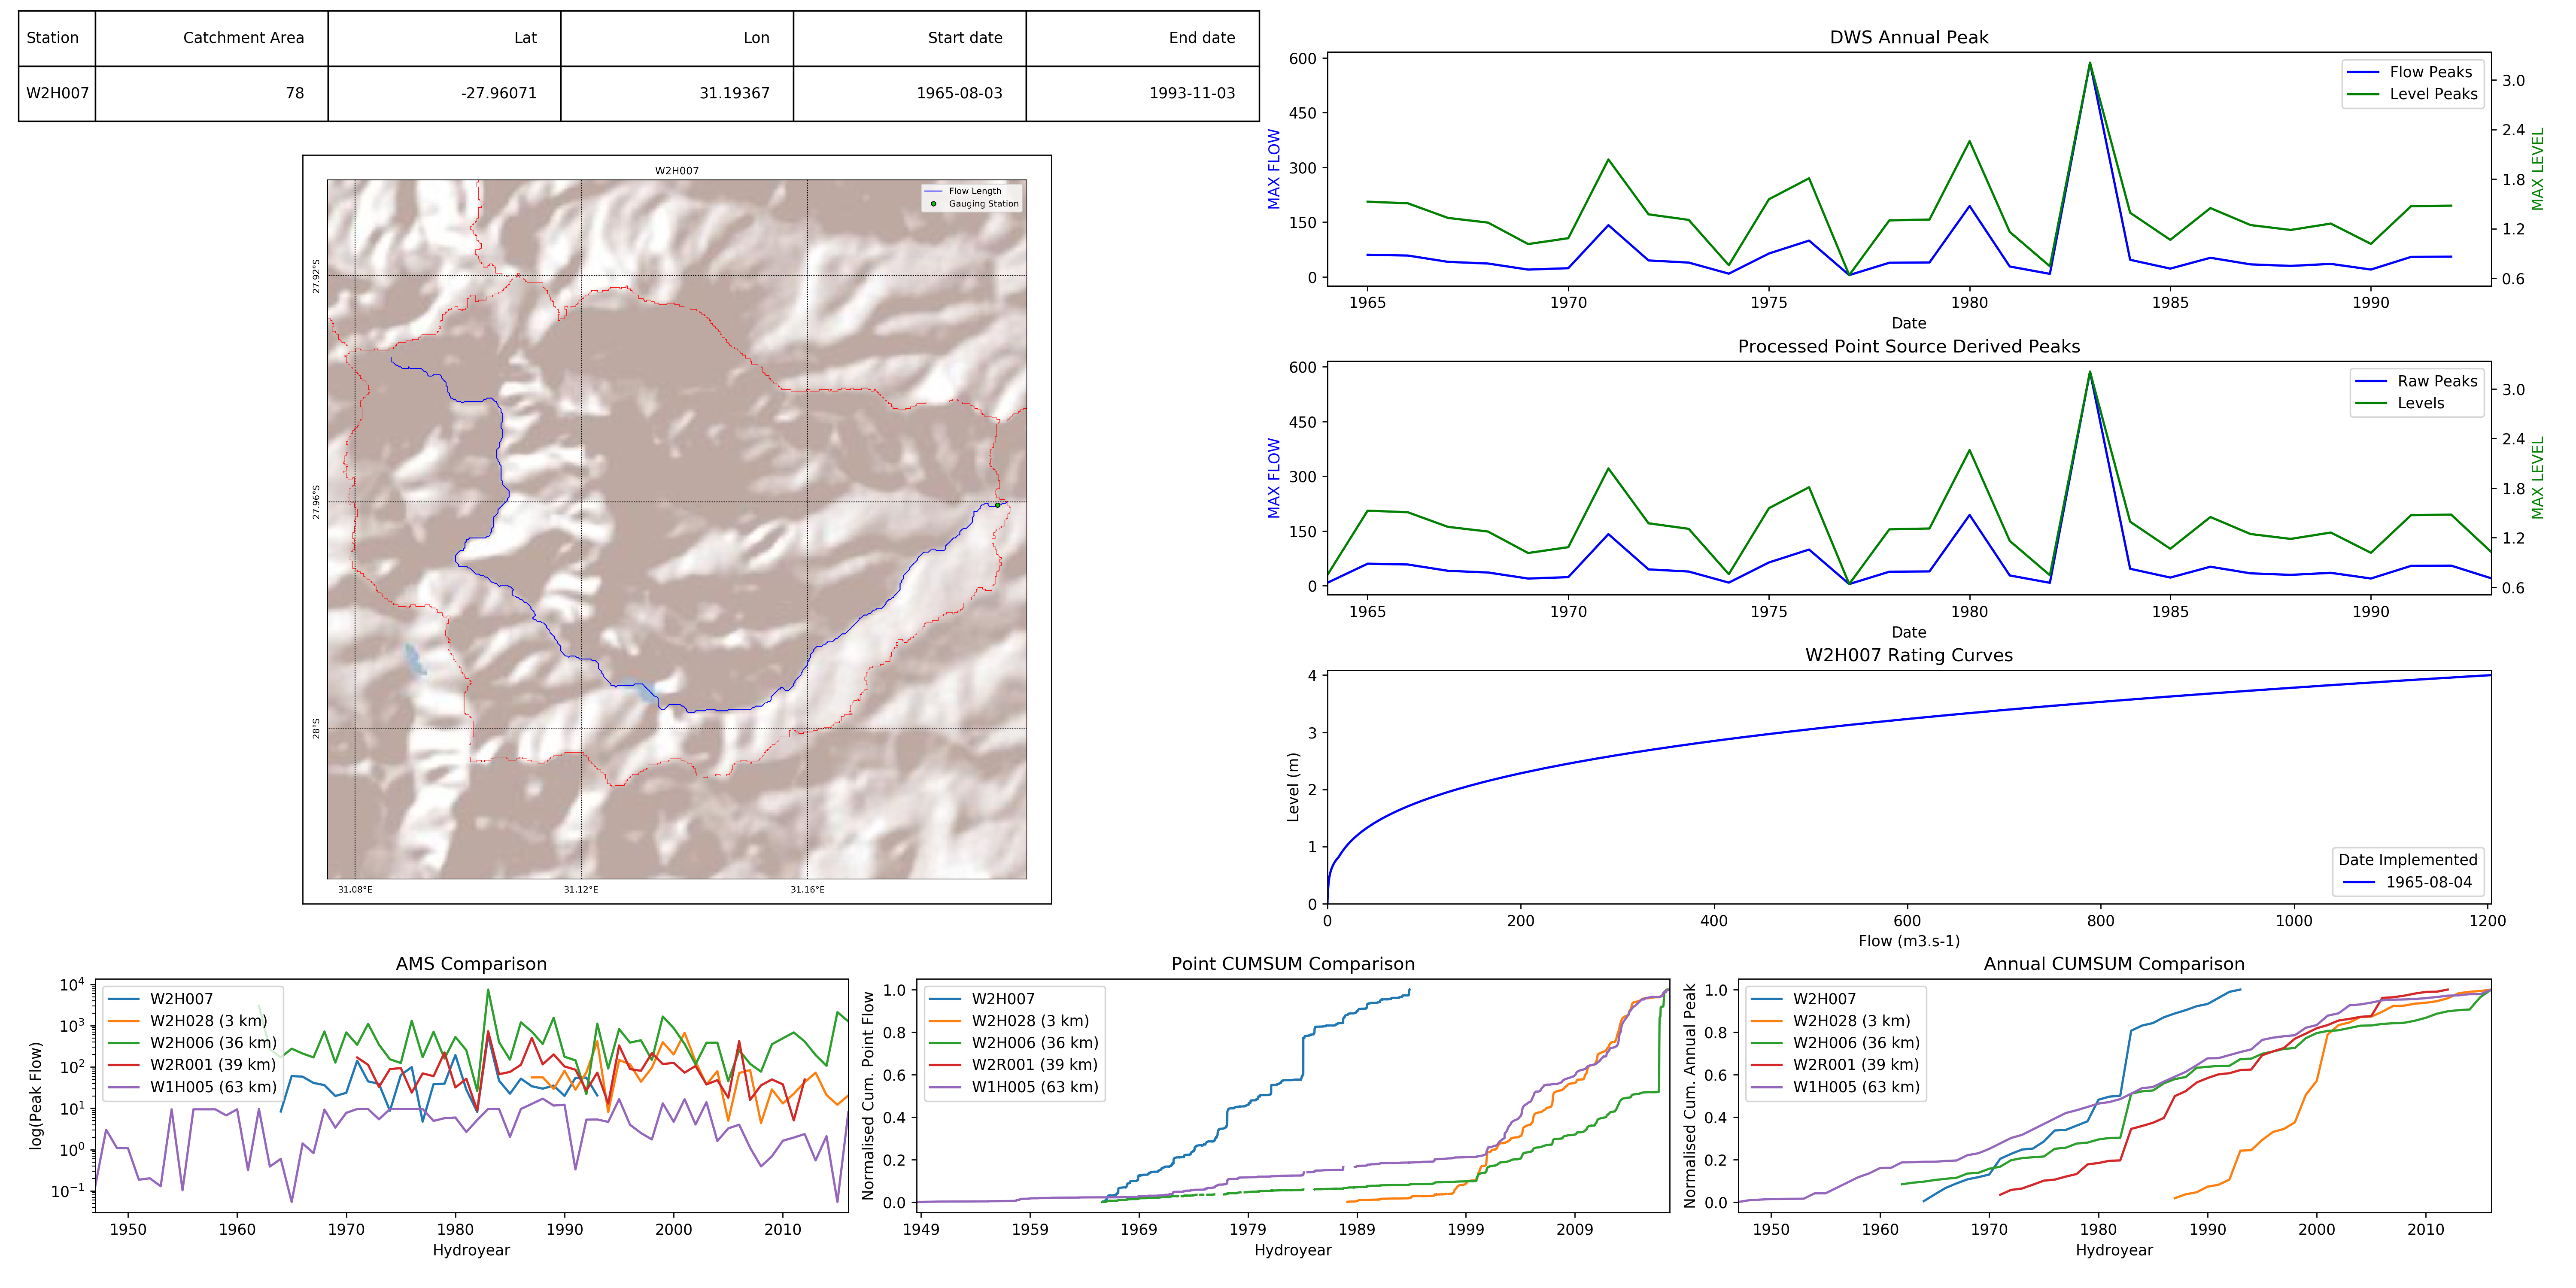 Station Catchment Area Lat Lon Start date End date
W2H007 78 -27.96071 31.19367 1965-08-03 1993-11-03
W2H007
Flow Length
Gauging Station
27.92°S
27.96°S
28°S
31.08°E 31.12°E 31.16°E
DWS Annual Peak
MAX FLOW
600
450
300
150
0
Flow Peaks
Level Peaks
3.0
2.4
1.8
1.2
0.6
MAX LEVEL
1965 1970 1975 1980 1985 1990
Date
Processed Point Source Derived Peaks
MAX FLOW
600
450
300
150
0
Raw Peaks
Levels
3.0
2.4
1.8
1.2
0.6
MAX LEVEL
1965 1970 1975 1980 1985 1990
Date
W2H007 Rating Curves
Level (m)
4
3
2
1
0
Date Implemented
1965-08-04
0 200 400 600 800 1000 1200
Flow (m3.s-1)
AMS Comparison
log(Peak Flow)
10⁴
10³
10²
10¹
10⁰
10⁻¹
W2H007
W2H028 (3 km)
W2H006 (36 km)
W2R001 (39 km)
W1H005 (63 km)
1950 1960 1970 1980 1990 2000 2010
Hydroyear
Point CUMSUM Comparison
Normalised Cum. Point Flow
1.0
0.8
0.6
0.4
0.2
0.0
W2H007
W2H028 (3 km)
W2H006 (36 km)
W2R001 (39 km)
W1H005 (63 km)
1949 1959 1969 1979 1989 1999 2009
Hydroyear
Annual CUMSUM Comparison
Normalised Cum. Annual Peak
1.0
0.8
0.6
0.4
0.2
0.0
W2H007
W2H028 (3 km)
W2H006 (36 km)
W2R001 (39 km)
W1H005 (63 km)
1950 1960 1970 1980 1990 2000 2010
Hydroyear